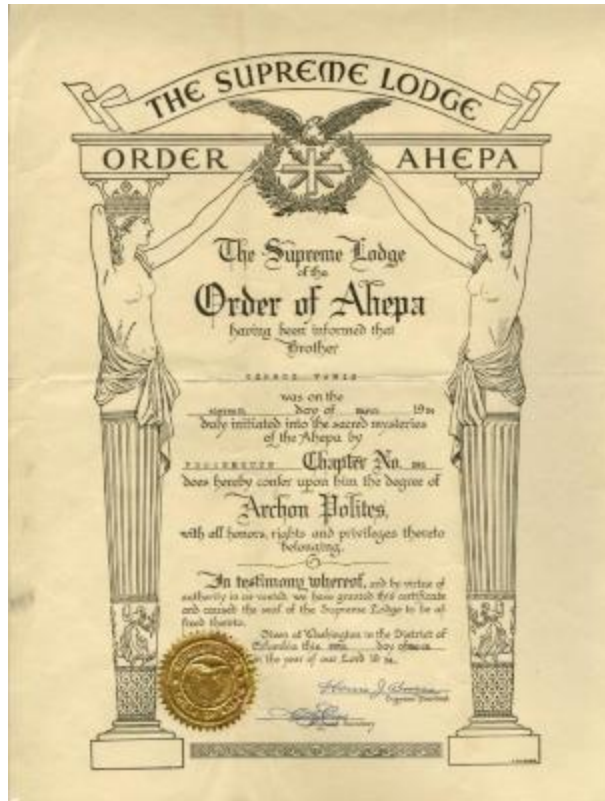 THE SUPREME LODGE
ORDER AHEPA
The Supreme Lodge
of the
Order of Ahepa
having been informed that
Brother
was on the
day of 19
duly initiated into the sacred mysteries
of the Ahepa by
Chapter No.
does hereby confer upon him the degree of
Archon Polites,
with all honors, rights and privileges thereto
belonging.
In testimony whereof, and by virtue of
authority in us vested, we have granted this certificate
and caused the seal of the Supreme Lodge to be af-
fixed thereto.
Given at Washington in the District of
Columbia this day of
in the year of our Lord 19
Supreme President
Secretary